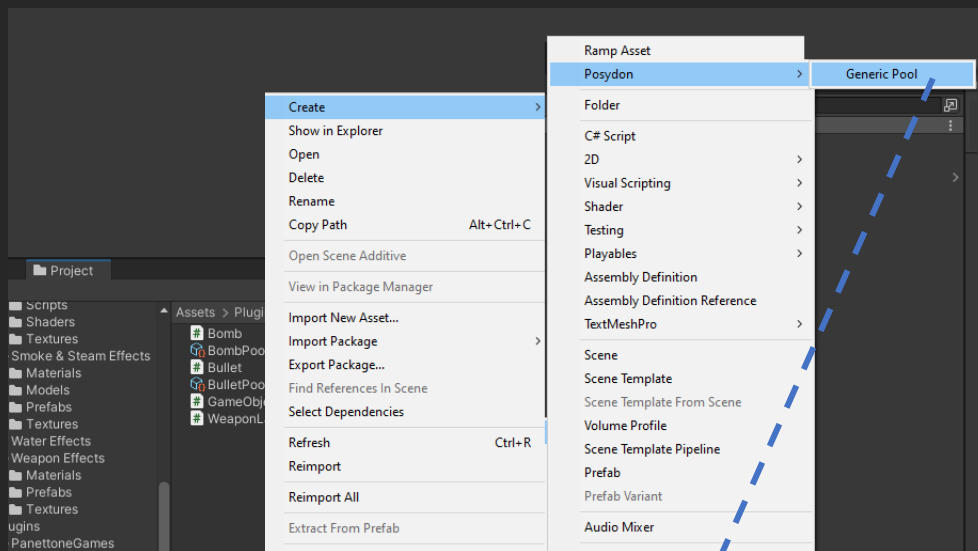 Ramp Asset
Posydon
Generic Pool
Folder
C# Script
2D
Visual Scripting
Shader
Testing
Playables
Assembly Definition
Assembly Definition Reference
TextMeshPro
Scene
Scene Template
Scene Template From Scene
Volume Profile
Scene Template Pipeline
Prefab
Prefab Variant
Audio Mixer
Create
Show in Explorer
Open
Delete
Rename
Copy Path Alt+Ctrl+C
Open Scene Additive
View in Package Manager
Import New Asset...
Import Package
Export Package...
Find References In Scene
Select Dependencies
Refresh Ctrl+R
Reimport
Reimport All
Extract From Prefab
Project
Scripts
Shaders
Textures
Smoke & Steam Effects
Materials
Models
Prefabs
Textures
Water Effects
Weapon Effects
Materials
Prefabs
Textures
ugins
PanettoneGames
Assets > Plugi
Bomb
BombPoo
Bullet
BulletPoo
GameObje
WeaponL